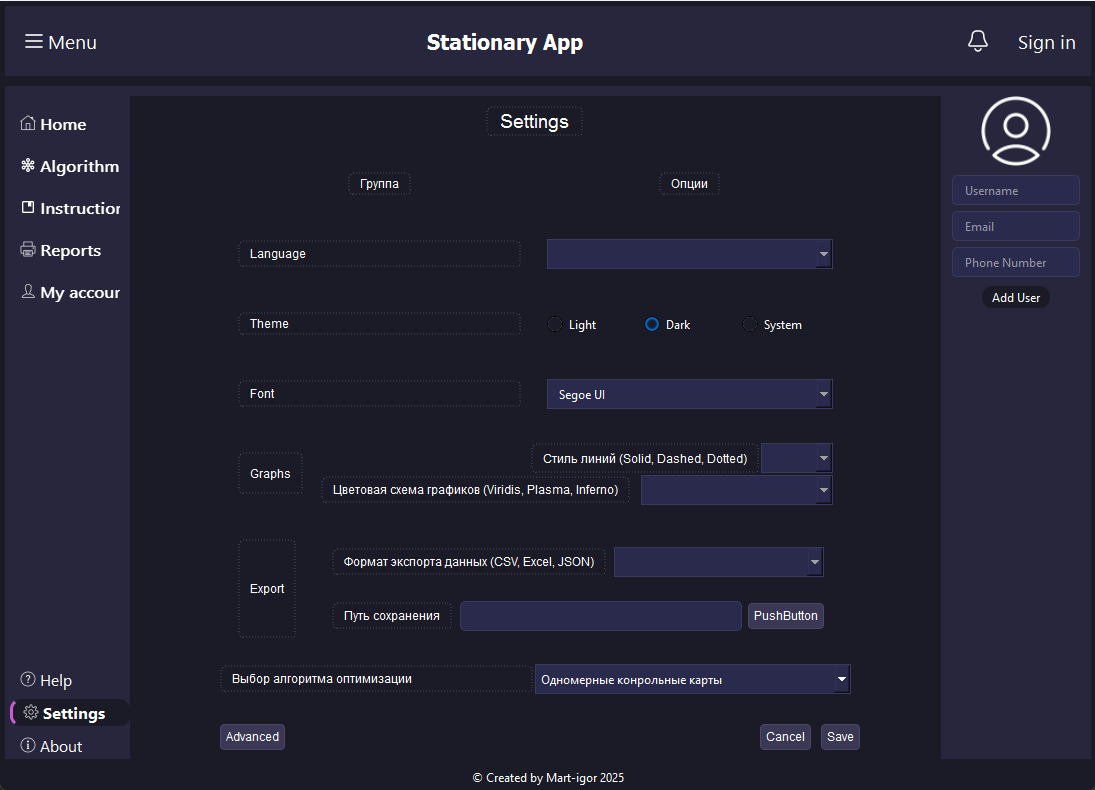 Menu
Stationary App
Sign in
Home
Algorithm
Instruction
Reports
My accour
Help
Settings
About
Settings
Группа
Опции
Language
Theme
Light
Dark
System
Font
Segoe UI
Graphs
Стиль линий (Solid, Dashed, Dotted)
Цветовая схема графиков (Viridis, Plasma, Inferno)
Export
Формат экспорта данных (CSV, Excel, JSON)
Путь сохранения
PushButton
Выбор алгоритма оптимизации
Одномерные конрольные карты
Advanced
Cancel
Save
Username
Email
Phone Number
Add User
© Created by Mart-igor 2025